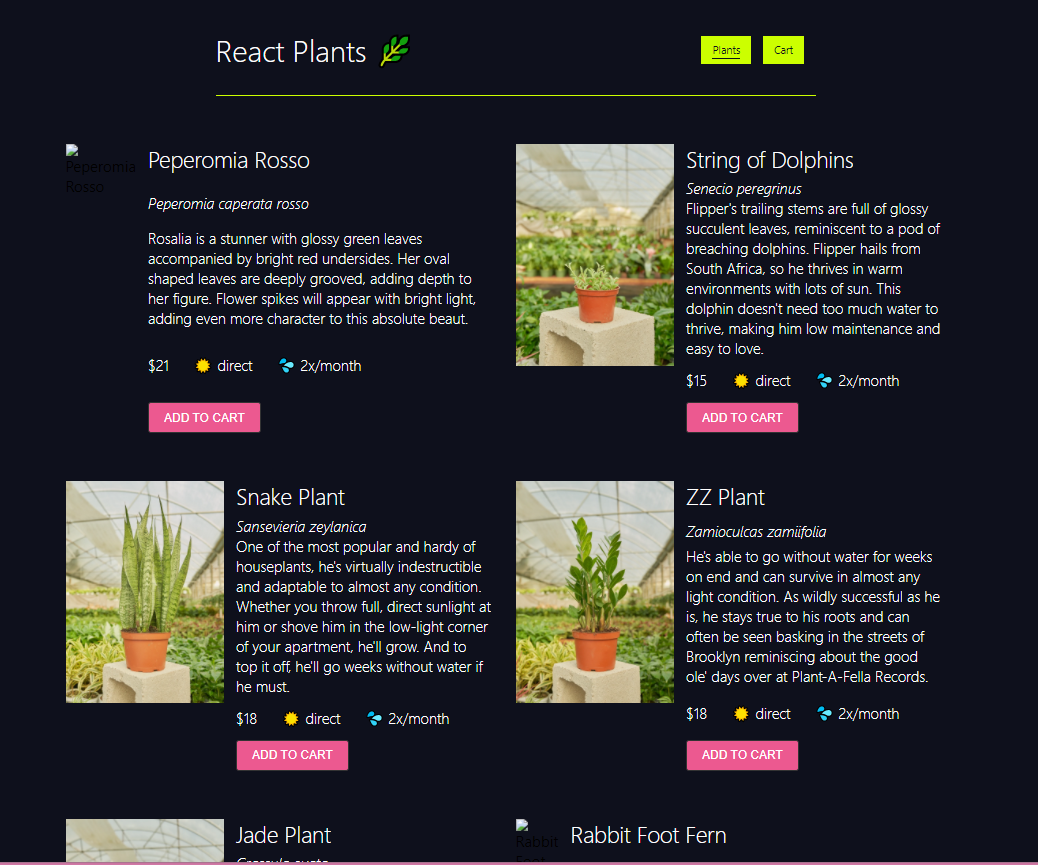 React Plants
Plants
Cart
Peperomia
Rosso
Peperomia Rosso
Peperomia caperata rosso
Rosalia is a stunner with glossy green leaves
accompanied by bright red undersides. Her oval
shaped leaves are deeply grooved, adding depth to
her figure. Flower spikes will appear with bright light,
adding even more character to this absolute beaut.
$21 direct 2x/month
ADD TO CART
String of Dolphins
Senecio peregrinus
Flipper's trailing stems are full of glossy
succulent leaves, reminiscent to a pod of
breaching dolphins. Flipper hails from
South Africa, so he thrives in warm
environments with lots of sun. This
dolphin doesn't need too much water to
thrive, making him low maintenance and
easy to love.
$15 direct 2x/month
ADD TO CART
Snake Plant
Sansevieria zeylanica
One of the most popular and hardy of
houseplants, he's virtually indestructible
and adaptable to almost any condition.
Whether you throw full, direct sunlight at
him or shove him in the low-light corner
of your apartment, he'll grow. And to
top it off, he'll go weeks without water if
he must.
$18 direct 2x/month
ADD TO CART
ZZ Plant
Zamioculcas zamiifolia
He's able to go without water for weeks
on end and can survive in almost any
light condition. As wildly successful as he
is, he stays true to his roots and can
often be seen basking in the streets of
Brooklyn reminiscing about the good
ole' days over at Plant-A-Fella Records.
$18 direct 2x/month
ADD TO CART
Jade Plant
Rabbit
Foot
Rabbit Foot Fern